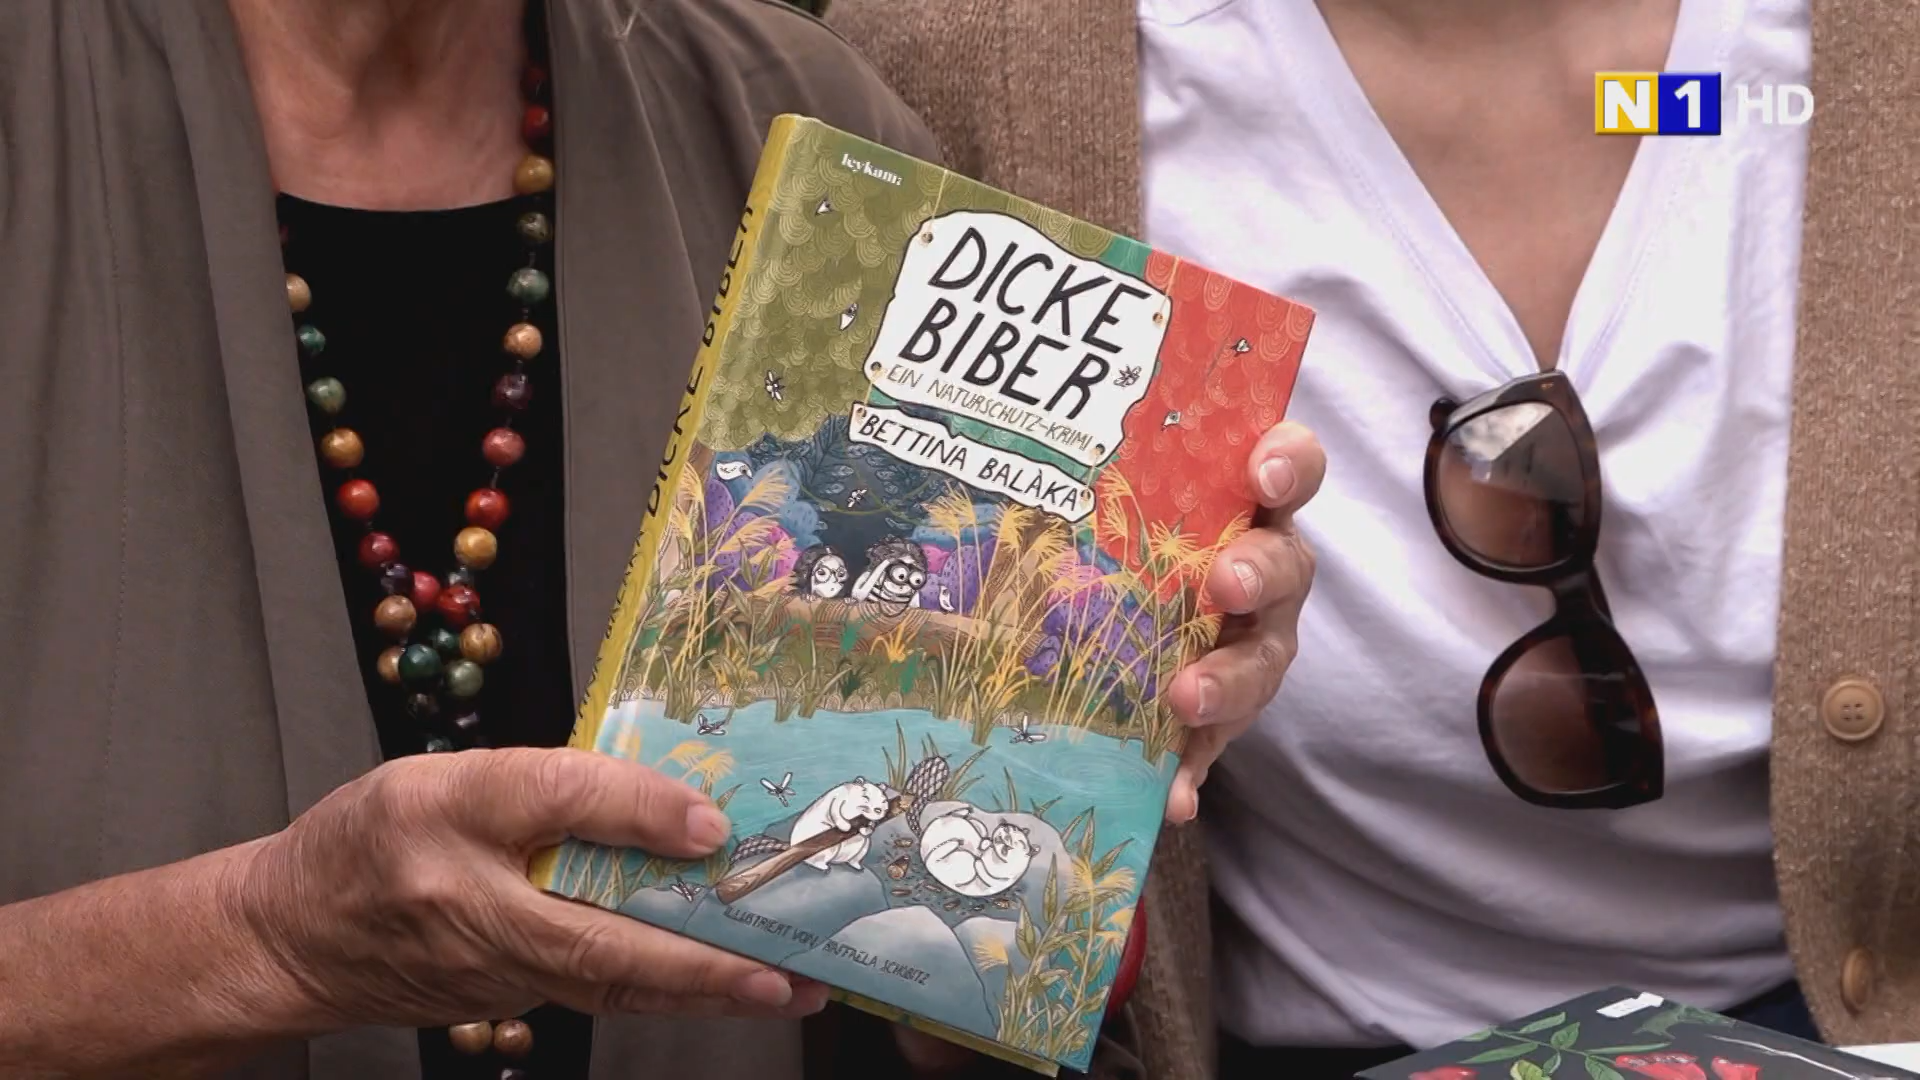 N1 HD
leykam:
DICKE
BIBER
EIN NATURSCHUTZ-KRIMI
BETTINA BALÀKA
DICKE BIBER
ILLUSTRIERT VON RAFFAELA SCHÖBITZ